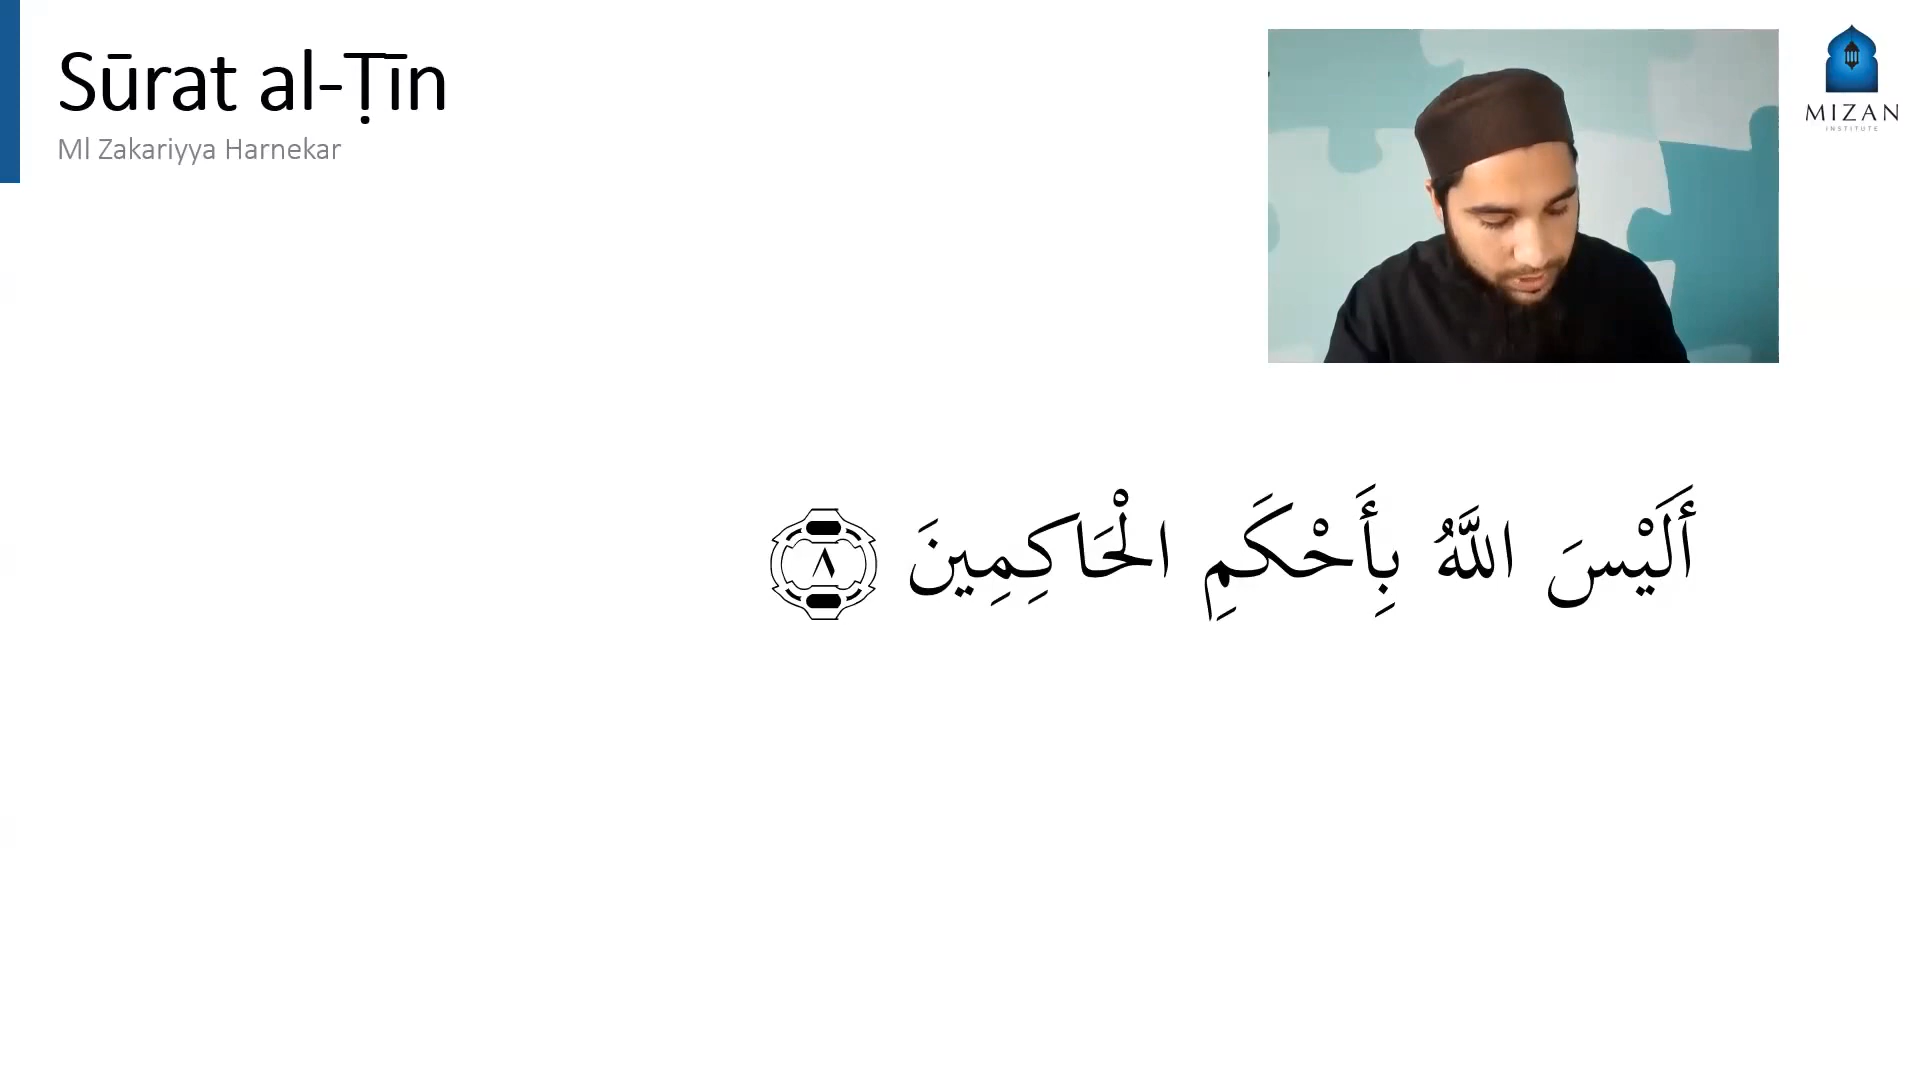 Sūrat al-Ṭīn
Ml Zakariyya Harnekar
MIZAN
INSTITUTE
أَلَيْسَ اللَّهُ بِأَحْكَمِ الْحَاكِمِينَ ٨